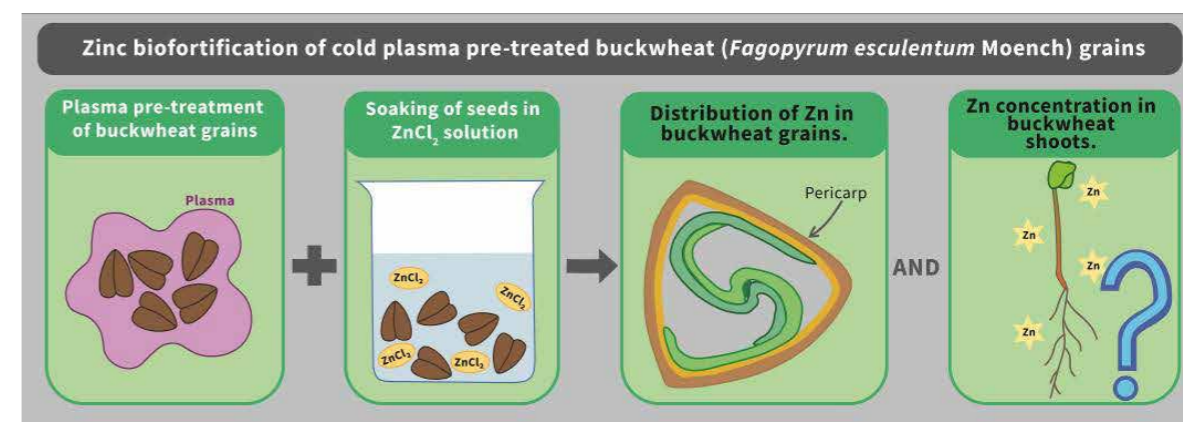 Zinc biofortification of cold plasma pre-treated buckwheat (Fagopyrum esculentum Moench) grains
Plasma pre-treatment
of buckwheat grains
Plasma
Soaking of seeds in
ZnCl₂ solution
ZnCl₂
ZnCl₂
ZnCl₂
ZnCl₂
Distribution of Zn in
buckwheat grains.
Pericarp
AND
Zn concentration in
buckwheat
shoots.
Zn
Zn
Zn
Zn
?